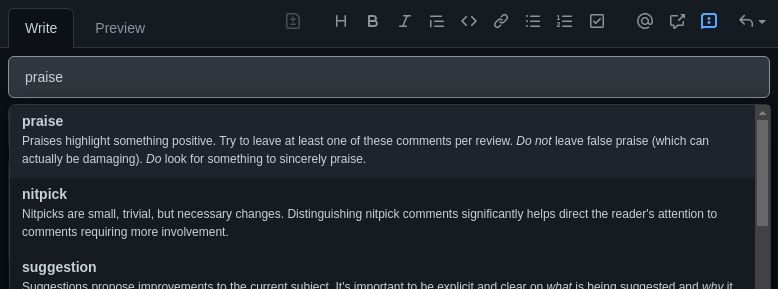 Write Preview
praise
praise
Praises highlight something positive. Try to leave at least one of these comments per review. Do not leave false praise (which can
actually be damaging). Do look for something to sincerely praise.
nitpick
Nitpicks are small, trivial, but necessary changes. Distinguishing nitpick comments significantly helps direct the reader's attention to
comments requiring more involvement.
suggestion
Suggestions propose improvements to the current subject. It's important to be explicit and clear on what is being suggested and why it